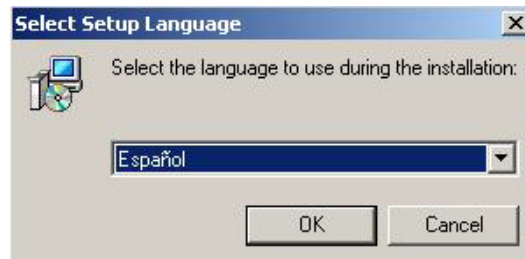 Select Setup Language
Select the language to use during the installation:
Español
OK
Cancel